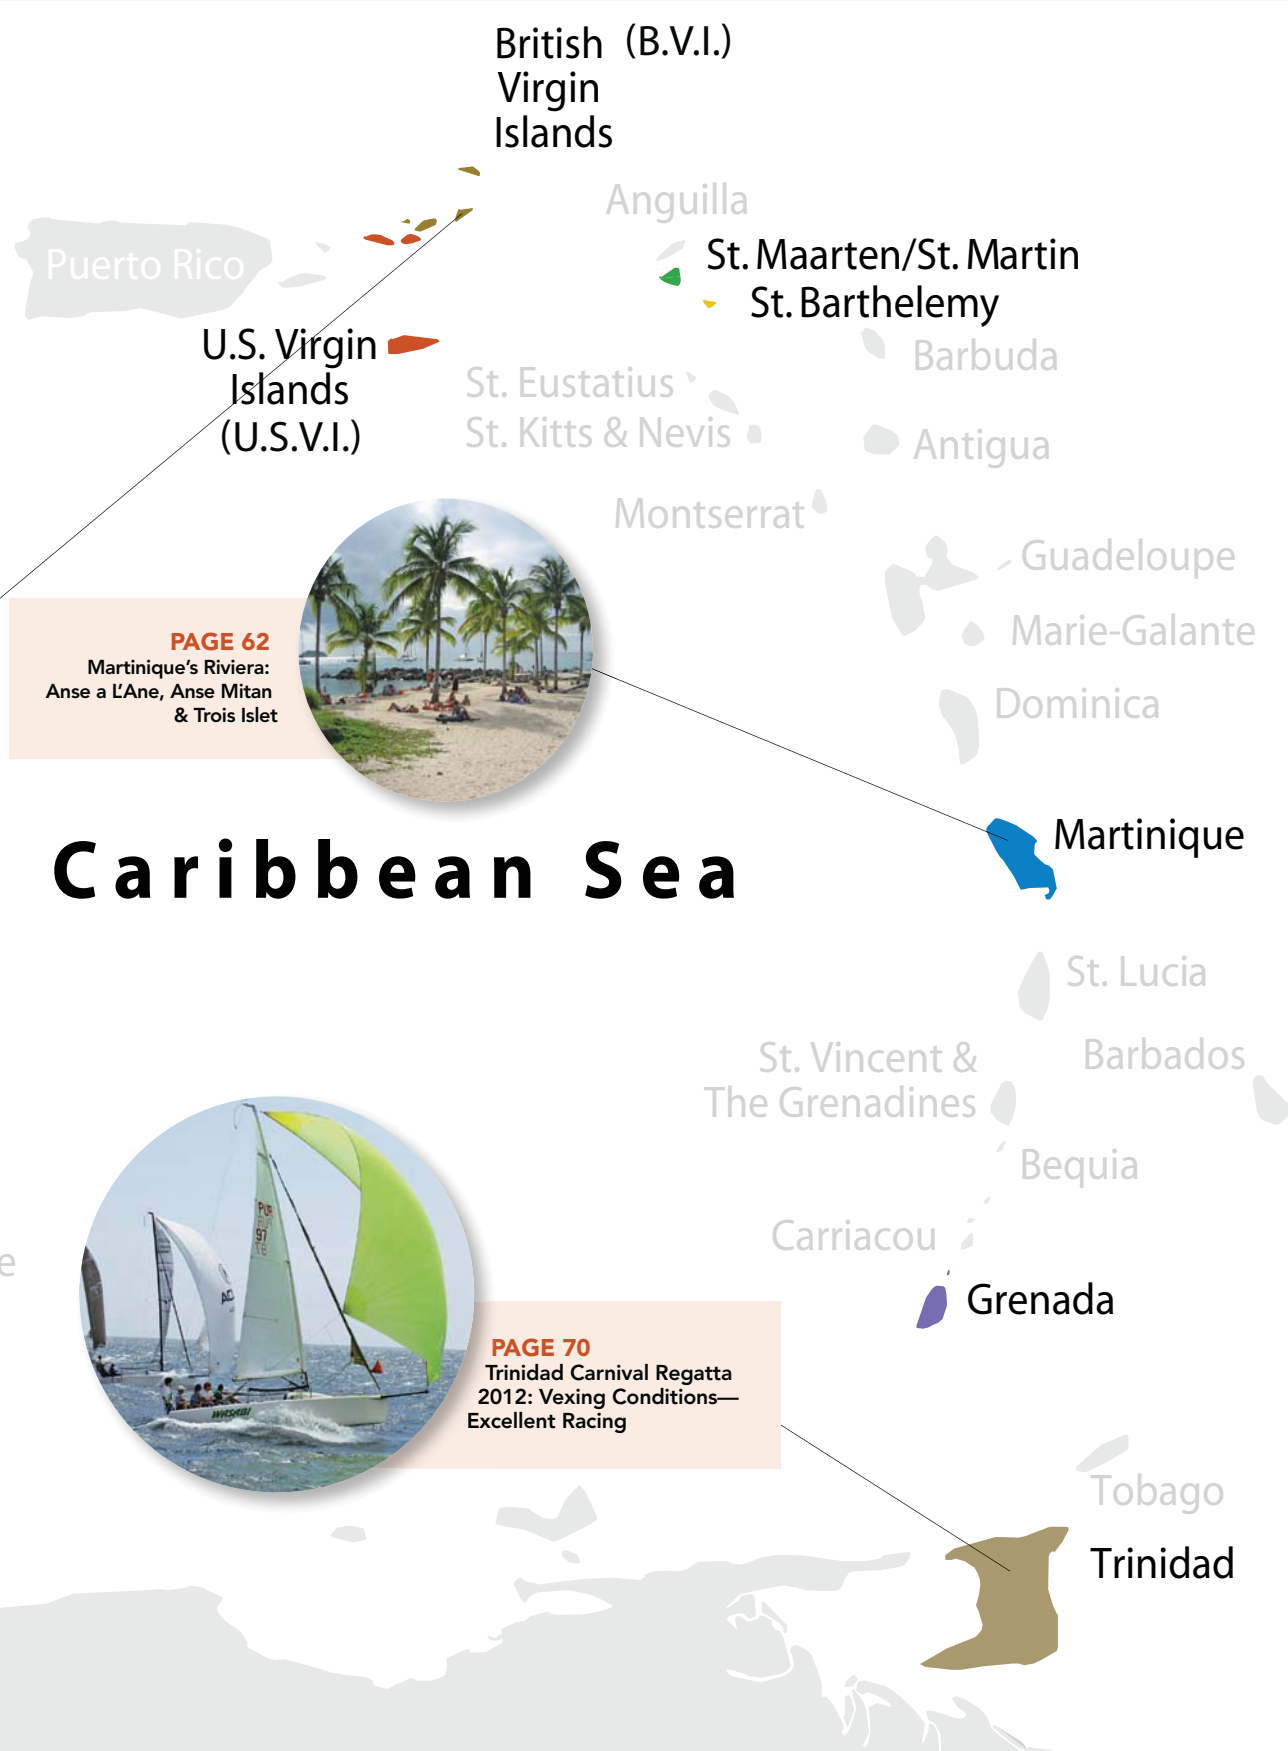 British (B.V.I.)
Virgin
Islands
Anguilla
Puerto Rico
St. Maarten/St. Martin
St. Barthelemy
U.S. Virgin
Islands
(U.S.V.I.)
Barbuda
St. Eustatius
St. Kitts & Nevis
Antigua
Montserrat
Guadeloupe
Marie-Galante
Dominica
PAGE 62
Martinique's Riviera:
Anse a L'Ane, Anse Mitan
& Trois Islet
Martinique
Caribbean Sea
St. Lucia
St. Vincent &
The Grenadines
Barbados
Bequia
Carriacou
e
Grenada
PUR
97
WASABI
PAGE 70
Trinidad Carnival Regatta
2012: Vexing Conditions—
Excellent Racing
Tobago
Trinidad